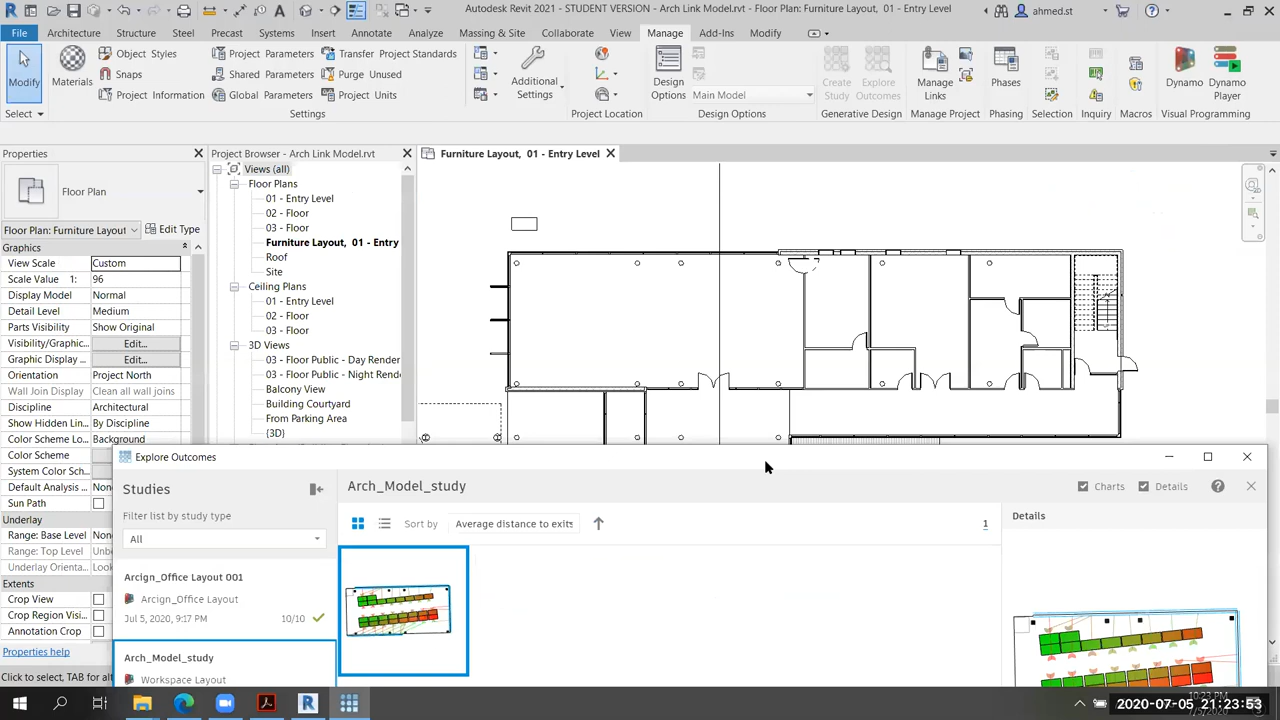 Autodesk Revit 2021 - STUDENT VERSION - Arch Link Model.rvt - Floor Plan: Furniture Layout, 01 - Entry Level
ahmed.st
File Architecture Structure Steel Precast Systems Insert Annotate Analyze Massing & Site Collaborate View Manage Add-Ins Modify
Modify
Materials
Object Styles
Snaps
Project Information
Project Parameters
Shared Parameters
Global Parameters
Transfer Project Standards
Purge Unused
Project Units
Additional
Settings
Design
Options
Main Model
Create
Study
Explore
Outcomes
Manage
Links
Phases
Dynamo
Dynamo
Player
Select
Settings
Project Location
Design Options
Generative Design
Manage Project
Phasing
Selection
Inquiry
Macros
Visual Programming
Properties
Floor Plan
Floor Plan: Furniture Layout
Edit Type
Graphics
View Scale Custom
Scale Value 1: 96
Display Model Normal
Detail Level Medium
Parts Visibility Show Original
Visibility/Graphic... Edit...
Graphic Display ... Edit...
Orientation Project North
Wall Join Display Clean all wall joins
Discipline Architectural
Show Hidden Lin... By Discipline
Color Scheme Lo... Background
Color Scheme
System Color Sch...
Default Analysis ...
Sun Path
Underlay
Range: Base Level
Range: Top Level
Underlay Orienta...
Extents
Crop View
Crop Region Visi...
Annotation Crop
Properties help
Click to select, TAB for alt
Project Browser - Arch Link Model.rvt
Views (all)
Floor Plans
01 - Entry Level
02 - Floor
03 - Floor
Furniture Layout, 01 - Entry
Roof
Site
Ceiling Plans
01 - Entry Level
02 - Floor
03 - Floor
3D Views
03 - Floor Public - Day Render
03 - Floor Public - Night Rende
Balcony View
Building Courtyard
From Parking Area
{3D}
Furniture Layout, 01 - Entry Level
Explore Outcomes
Studies
Filter list by study type
All
Arcign_Office Layout 001
Arcign_Office Layout
Jul 5, 2020, 9:17 PM 10/10
Arch_Model_study
Workspace Layout
Arch_Model_study
Charts Details
Sort by Average distance to exits
1
Details
10:23 PM
2020-07-05 21:23:53